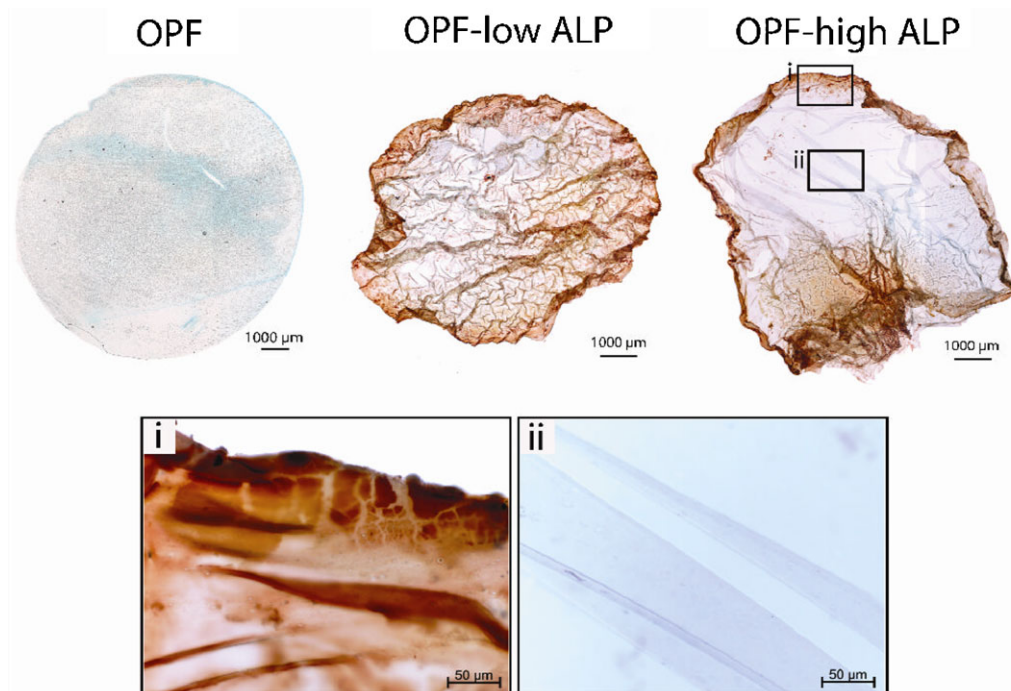 OPF OPF-low ALP OPF-high ALP
i
ii
1000 µm 1000 µm 1000 µm
i ii
50 µm 50 µm